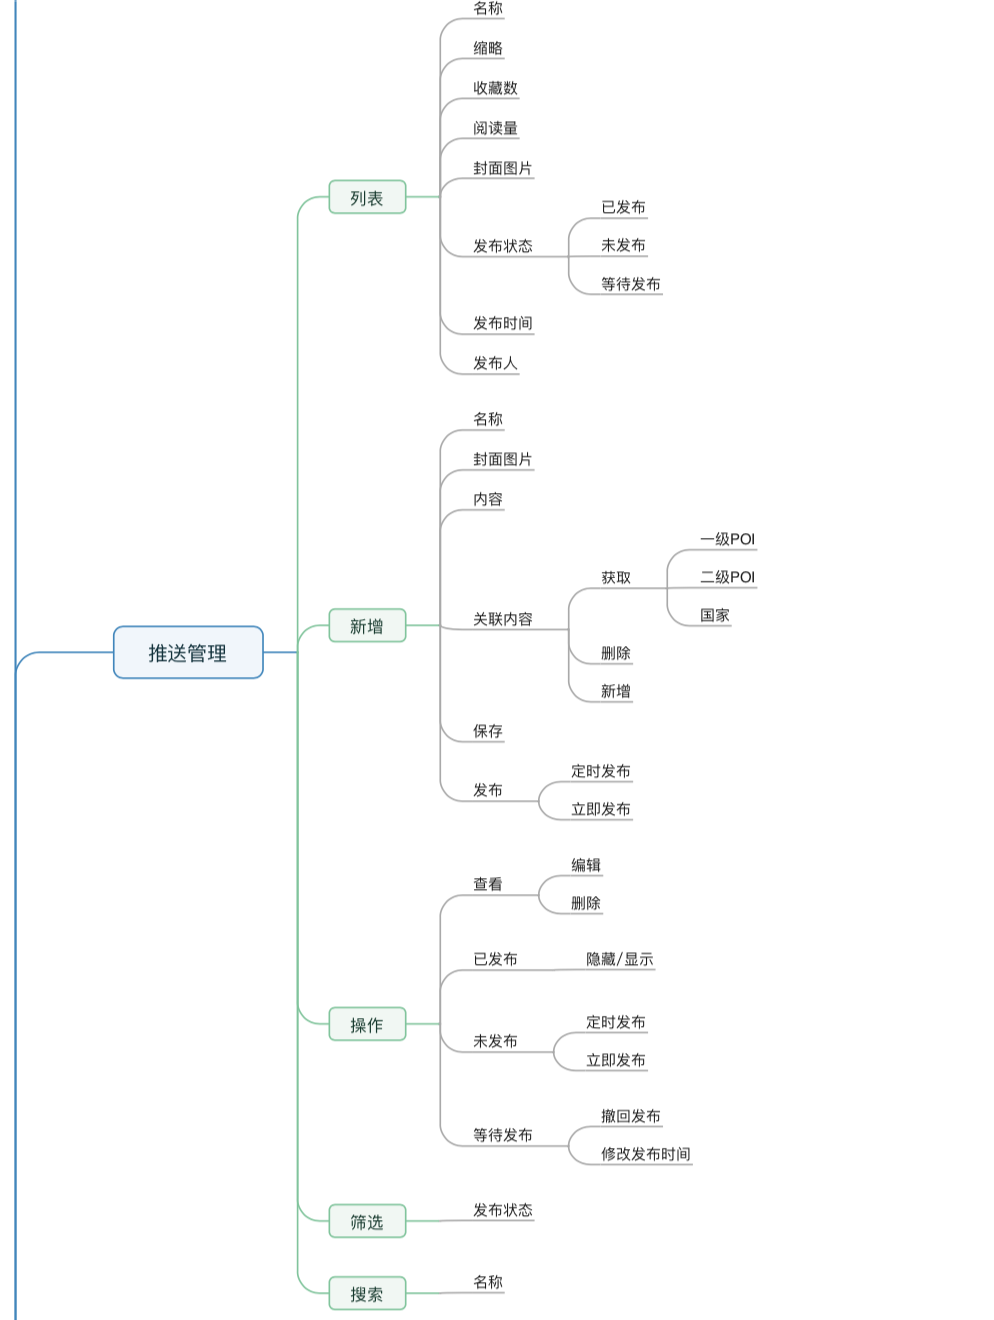 推送管理
列表
名称
缩略
收藏数
阅读量
封面图片
发布状态
已发布
未发布
等待发布
发布时间
发布人
新增
名称
封面图片
内容
关联内容
获取
一级POI
二级POI
国家
删除
新增
保存
发布
定时发布
立即发布
操作
查看
编辑
删除
已发布
隐藏/显示
未发布
定时发布
立即发布
等待发布
撤回发布
修改发布时间
筛选
发布状态
搜索
名称